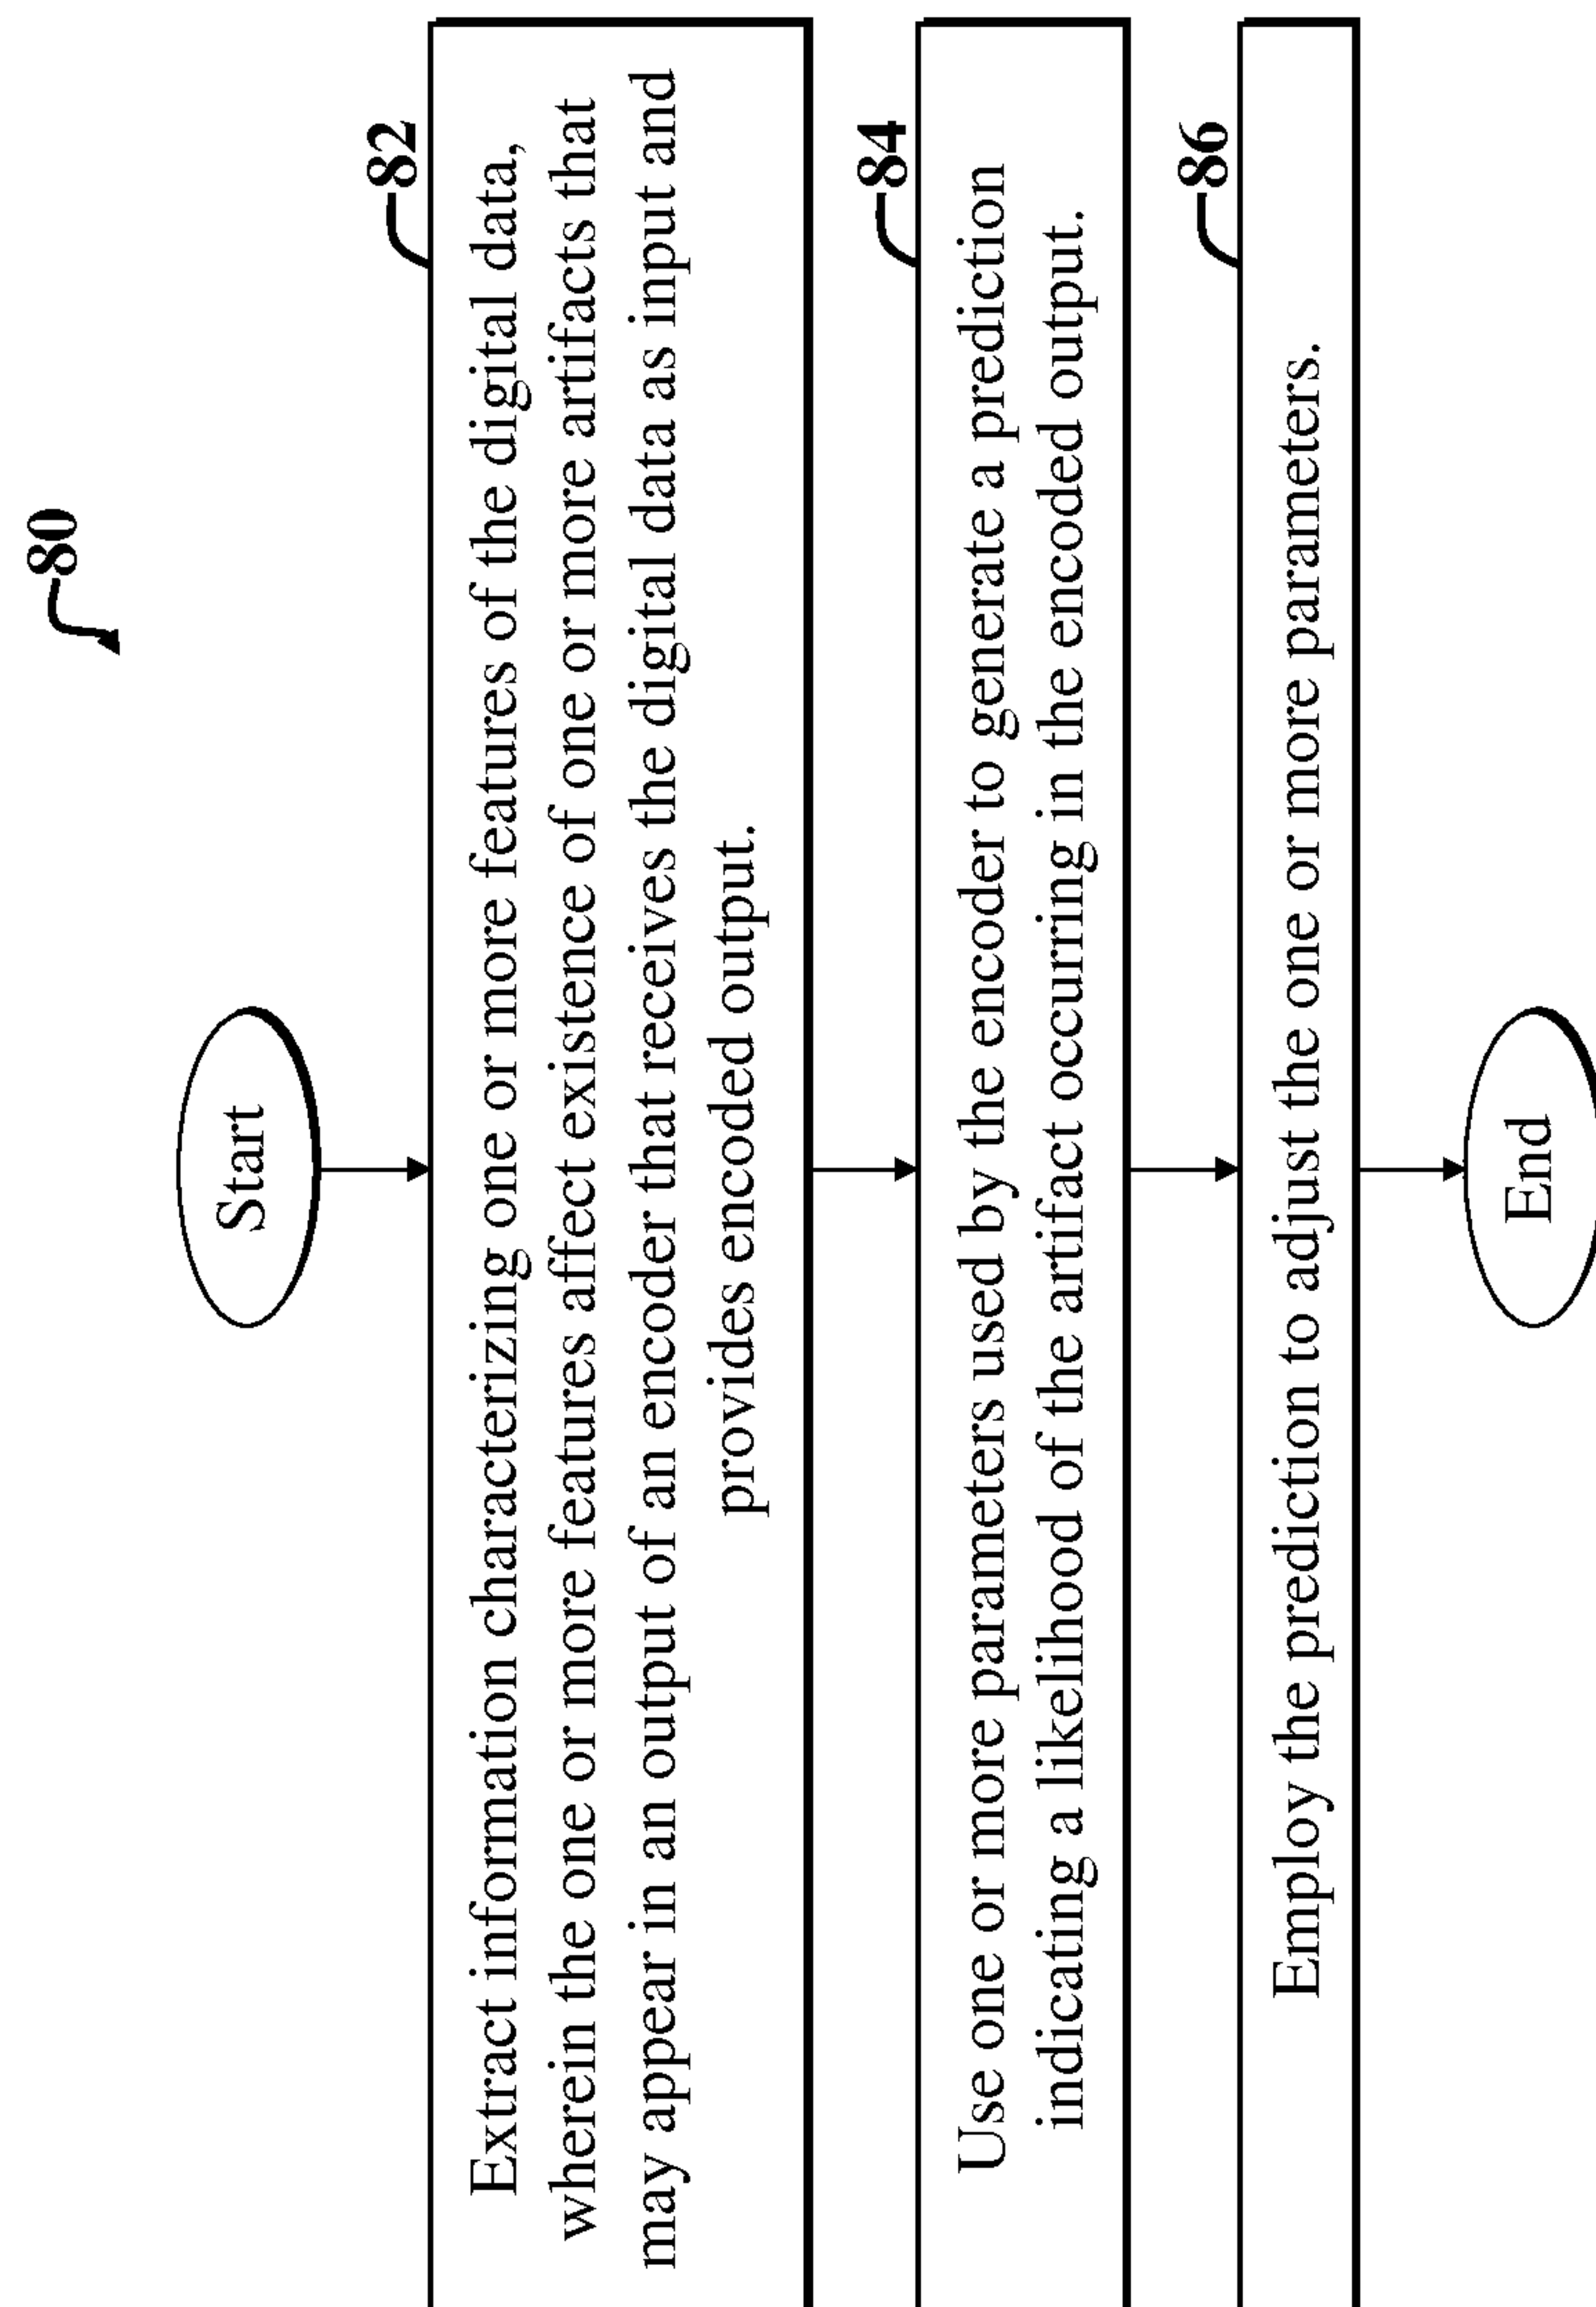 80
Start
82
Extract information characterizing one or more features of the digital data,
wherein the one or more features affect existence of one or more artifacts that
may appear in an output of an encoder that receives the digital data as input and
provides encoded output.
84
Use one or more parameters used by the encoder to generate a prediction
indicating a likelihood of the artifact occurring in the encoded output.
86
Employ the prediction to adjust the one or more parameters.
End